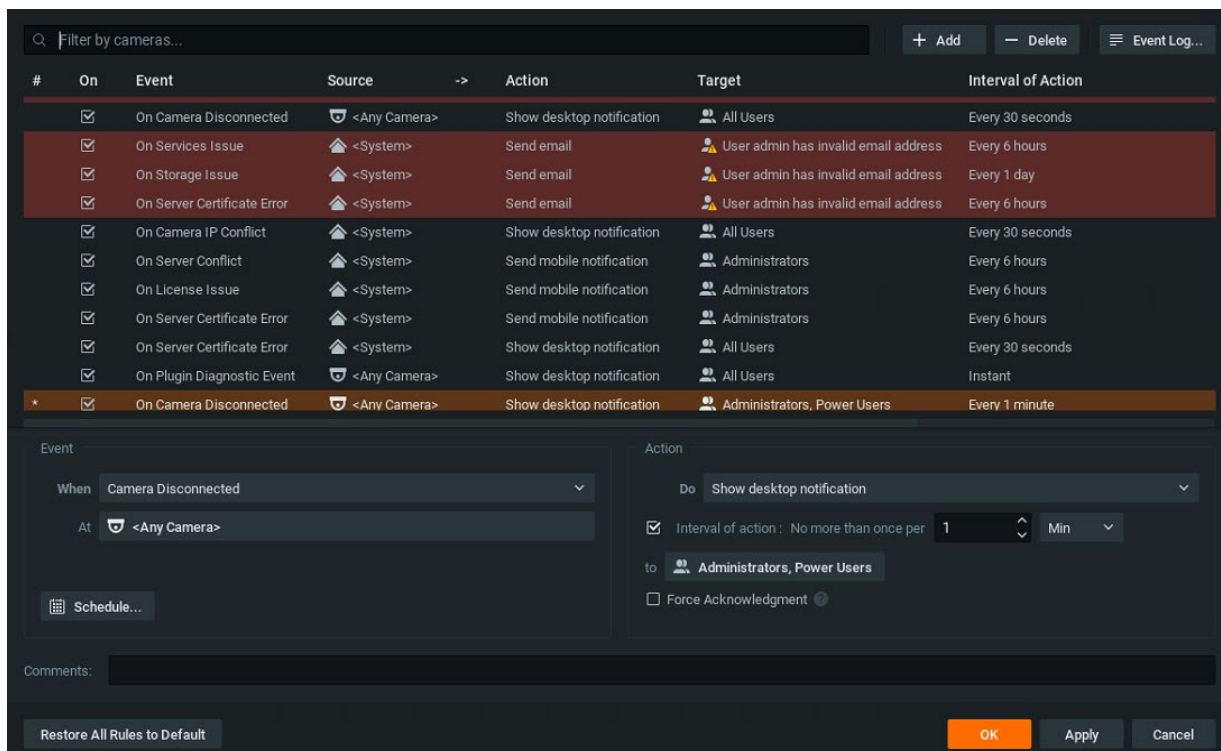 Filter by cameras... + Add − Delete Event Log...
# On Event Source -> Action Target Interval of Action
On Camera Disconnected <Any Camera> Show desktop notification All Users Every 30 seconds
On Services Issue <System> Send email User admin has invalid email address Every 6 hours
On Storage Issue <System> Send email User admin has invalid email address Every 1 day
On Server Certificate Error <System> Send email User admin has invalid email address Every 6 hours
On Camera IP Conflict <System> Show desktop notification All Users Every 30 seconds
On Server Conflict <System> Send mobile notification Administrators Every 6 hours
On License Issue <System> Send mobile notification Administrators Every 6 hours
On Server Certificate Error <System> Send mobile notification Administrators Every 6 hours
On Server Certificate Error <System> Show desktop notification All Users Every 30 seconds
On Plugin Diagnostic Event <Any Camera> Show desktop notification All Users Instant
* On Camera Disconnected <Any Camera> Show desktop notification Administrators, Power Users Every 1 minute
Event
When Camera Disconnected
At <Any Camera>
Schedule...
Action
Do Show desktop notification
Interval of action : No more than once per 1 Min
to Administrators, Power Users
Force Acknowledgment ?
Comments:
Restore All Rules to Default OK Apply Cancel